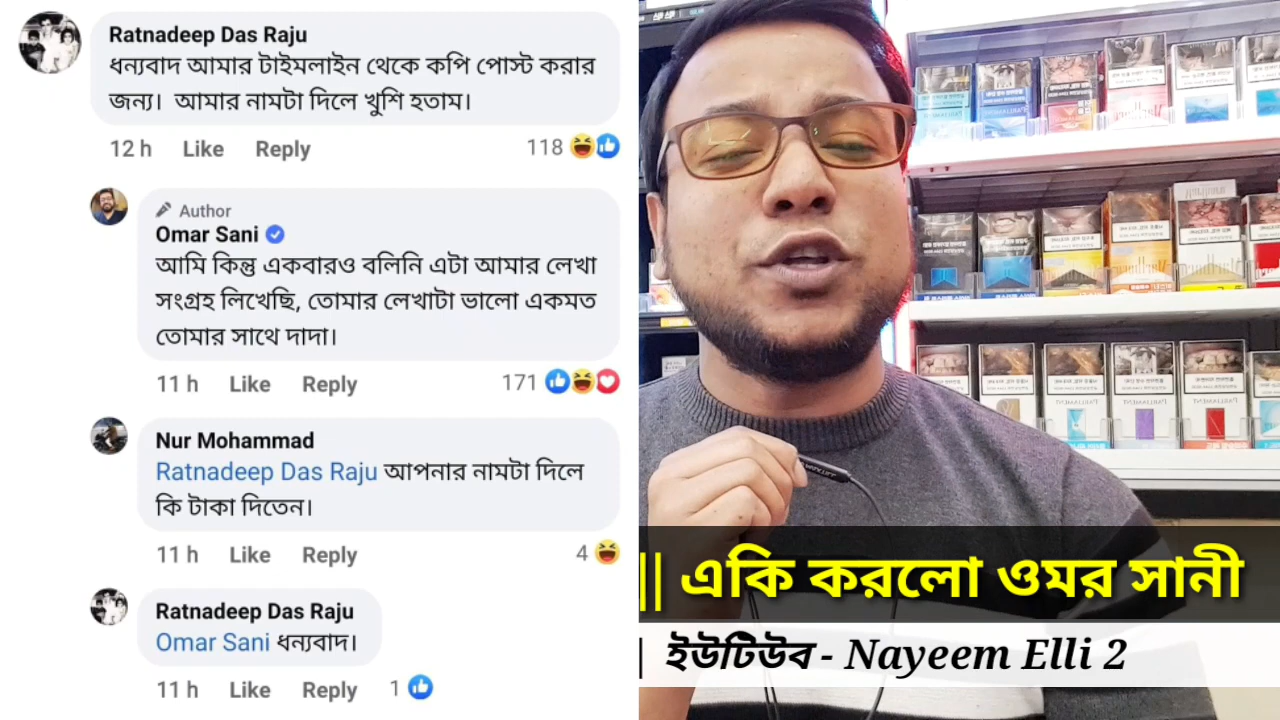 Ratnadeep Das Raju
ধন্যবাদ আমার টাইমলাইন থেকে কপি পোস্ট করার
জন্য। আমার নামটা দিলে খুশি হতাম।
12 h Like Reply 118
Author
Omar Sani
আমি কিন্তু একবারও বলিনি এটা আমার লেখা
সংগ্রহ লিখেছি, তোমার লেখাটা ভালো একমত
তোমার সাথে দাদা।
11 h Like Reply 171
Nur Mohammad
Ratnadeep Das Raju আপনার নামটা দিলে
কি টাকা দিতেন।
11 h Like Reply 4
Ratnadeep Das Raju
Omar Sani ধন্যবাদ।
11 h Like Reply 1
|| একি করলো ওমর সানী
| ইউটিউব - Nayeem Elli 2